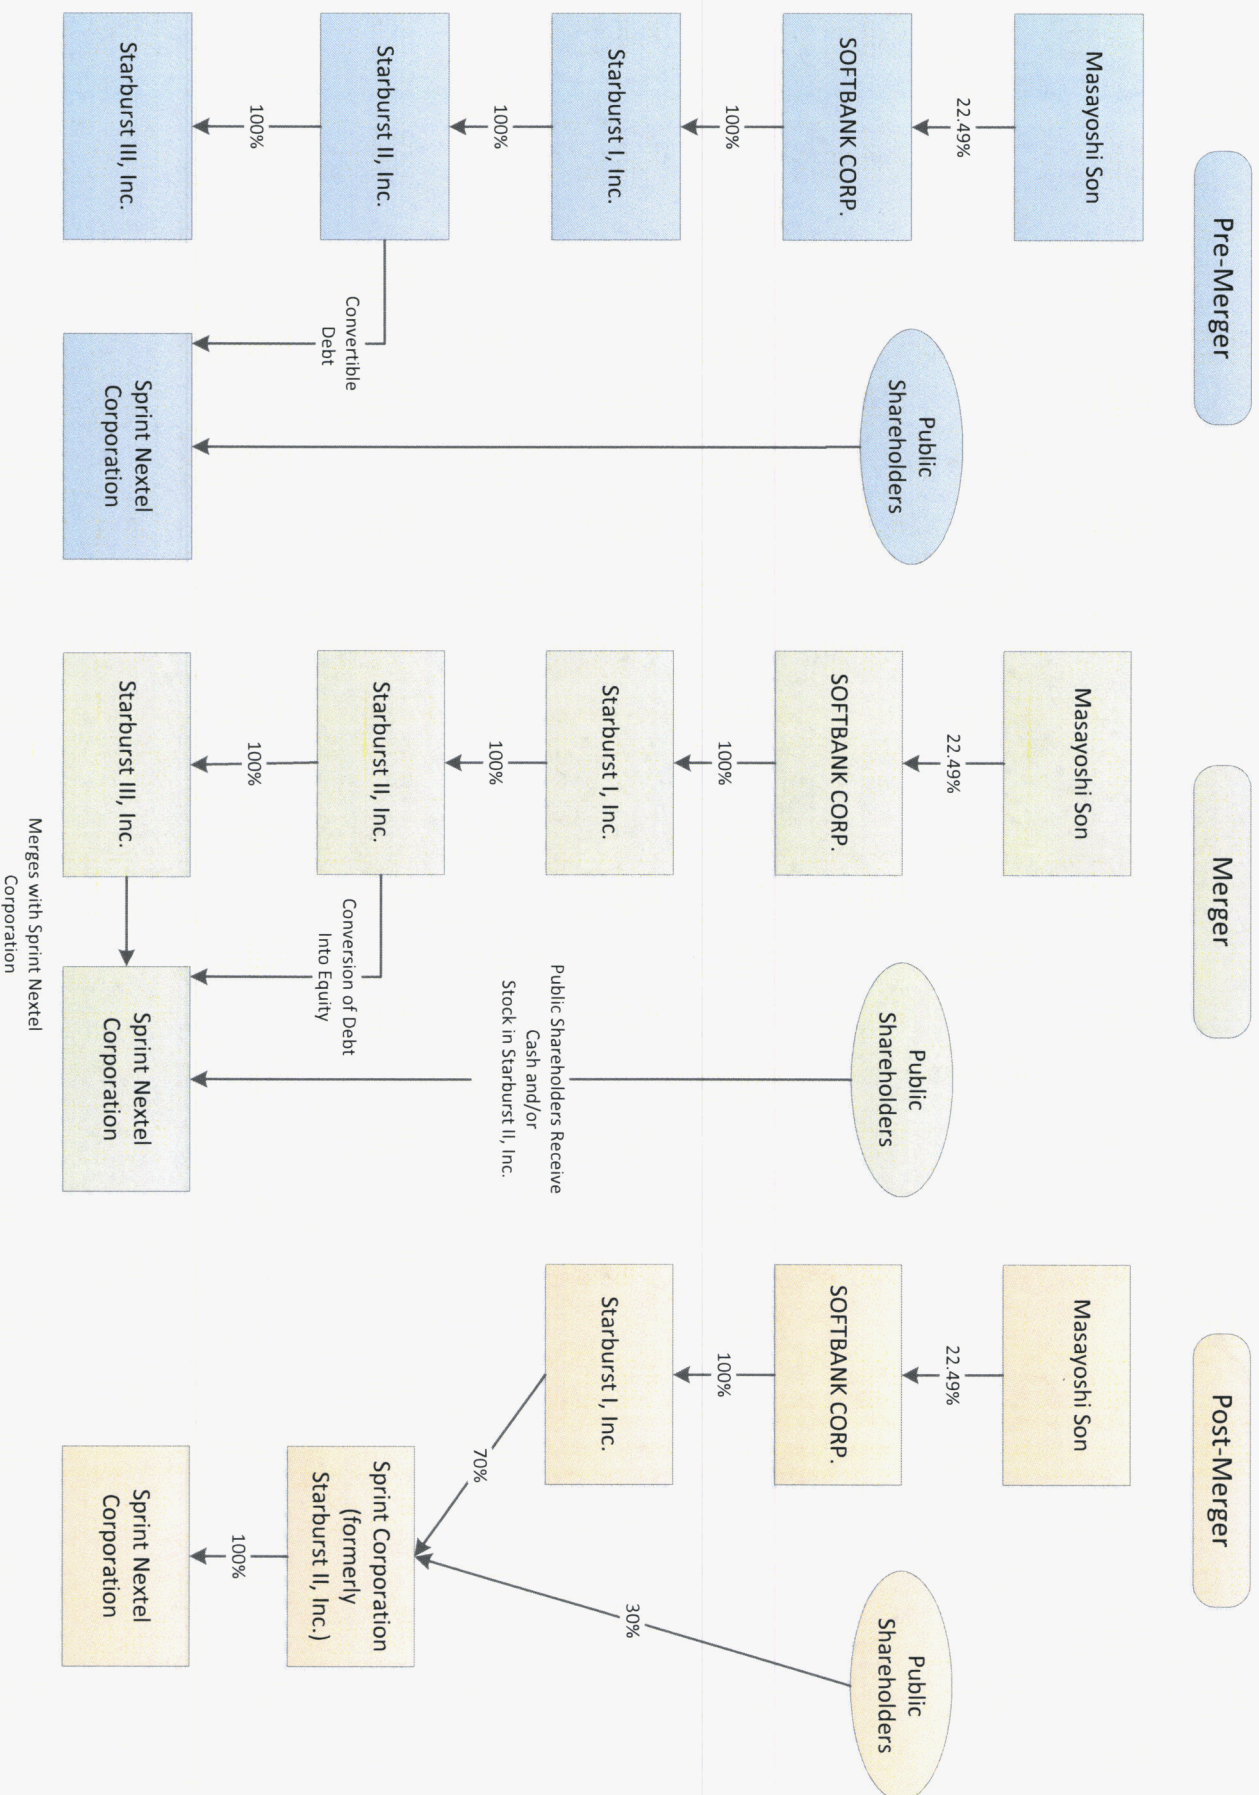 Pre-Merger
Masayoshi Son
22.49%
SOFTBANK CORP.
100%
Starburst I, Inc.
100%
Starburst II, Inc.
100%
Starburst III, Inc.
Public
Shareholders
Convertible
Debt
Sprint Nextel
Corporation
Merger
Masayoshi Son
22.49%
SOFTBANK CORP.
100%
Starburst I, Inc.
100%
Starburst II, Inc.
100%
Starburst III, Inc.
Public
Shareholders
Public Shareholders Receive
Cash and/or
Stock in Starburst II, Inc.
Conversion of Debt
Into Equity
Sprint Nextel
Corporation
Merges with Sprint Nextel
Corporation
Post-Merger
Masayoshi Son
22.49%
SOFTBANK CORP.
100%
Starburst I, Inc.
70%
Public
Shareholders
30%
Sprint Corporation
(formerly
Starburst II, Inc.)
100%
Sprint Nextel
Corporation